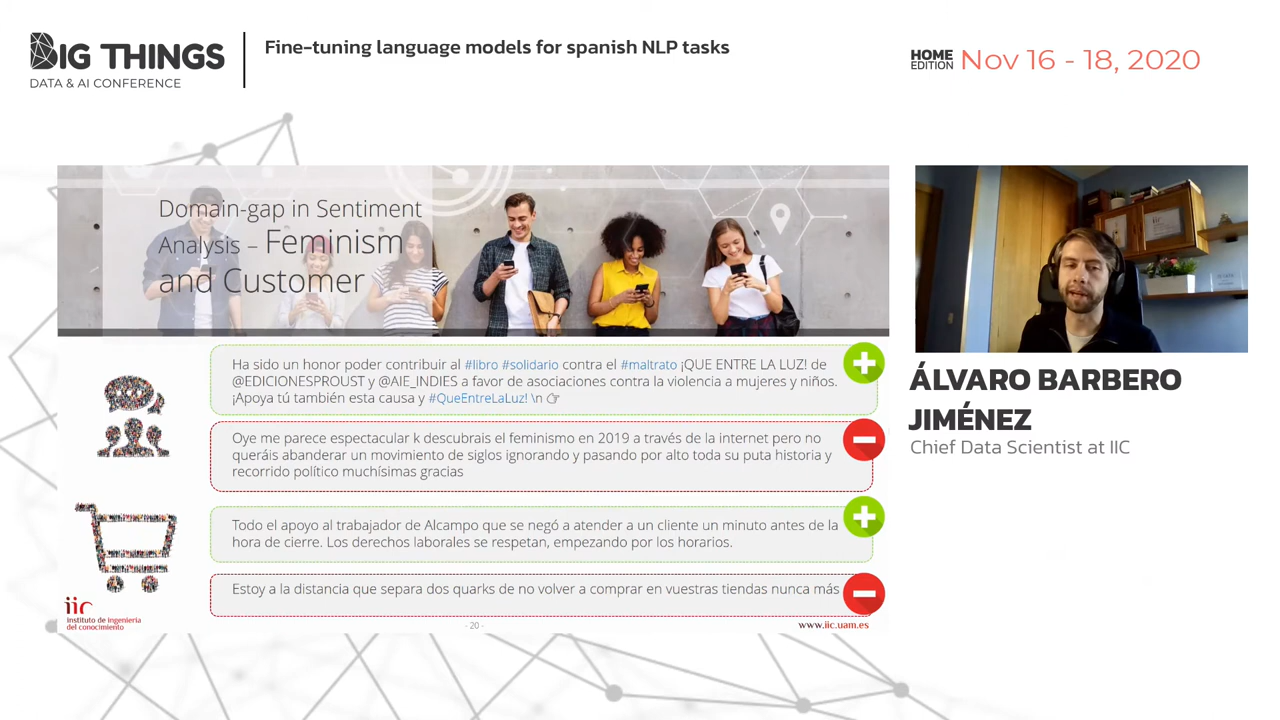 BIG THINGS
DATA & AI CONFERENCE
Fine-tuning language models for spanish NLP tasks
HOME
EDITION
Nov 16 - 18, 2020
Domain-gap in Sentiment
Analysis – Feminism
and Customer
Ha sido un honor poder contribuir al #libro #solidario contra el #maltrato ¡QUE ENTRE LA LUZ! de
@EDICIONESPROUST y @AIE_INDIES a favor de asociaciones contra la violencia a mujeres y niños.
¡Apoya tú también esta causa y #QueEntreLaLuz! \n 👉
Oye me parece espectacular k descubrais el feminismo en 2019 a través de la internet pero no
queráis abanderar un movimiento de siglos ignorando y pasando por alto toda su puta historia y
recorrido político muchísimas gracias
Todo el apoyo al trabajador de Alcampo que se negó a atender a un cliente un minuto antes de la
hora de cierre. Los derechos laborales se respetan, empezando por los horarios.
Estoy a la distancia que separa dos quarks de no volver a comprar en vuestras tiendas nunca más
iic
Instituto de Ingeniería
del conocimiento
- 20 -
www.iic.uam.es
iic
ÁLVARO BARBERO
JIMÉNEZ
Chief Data Scientist at IIC